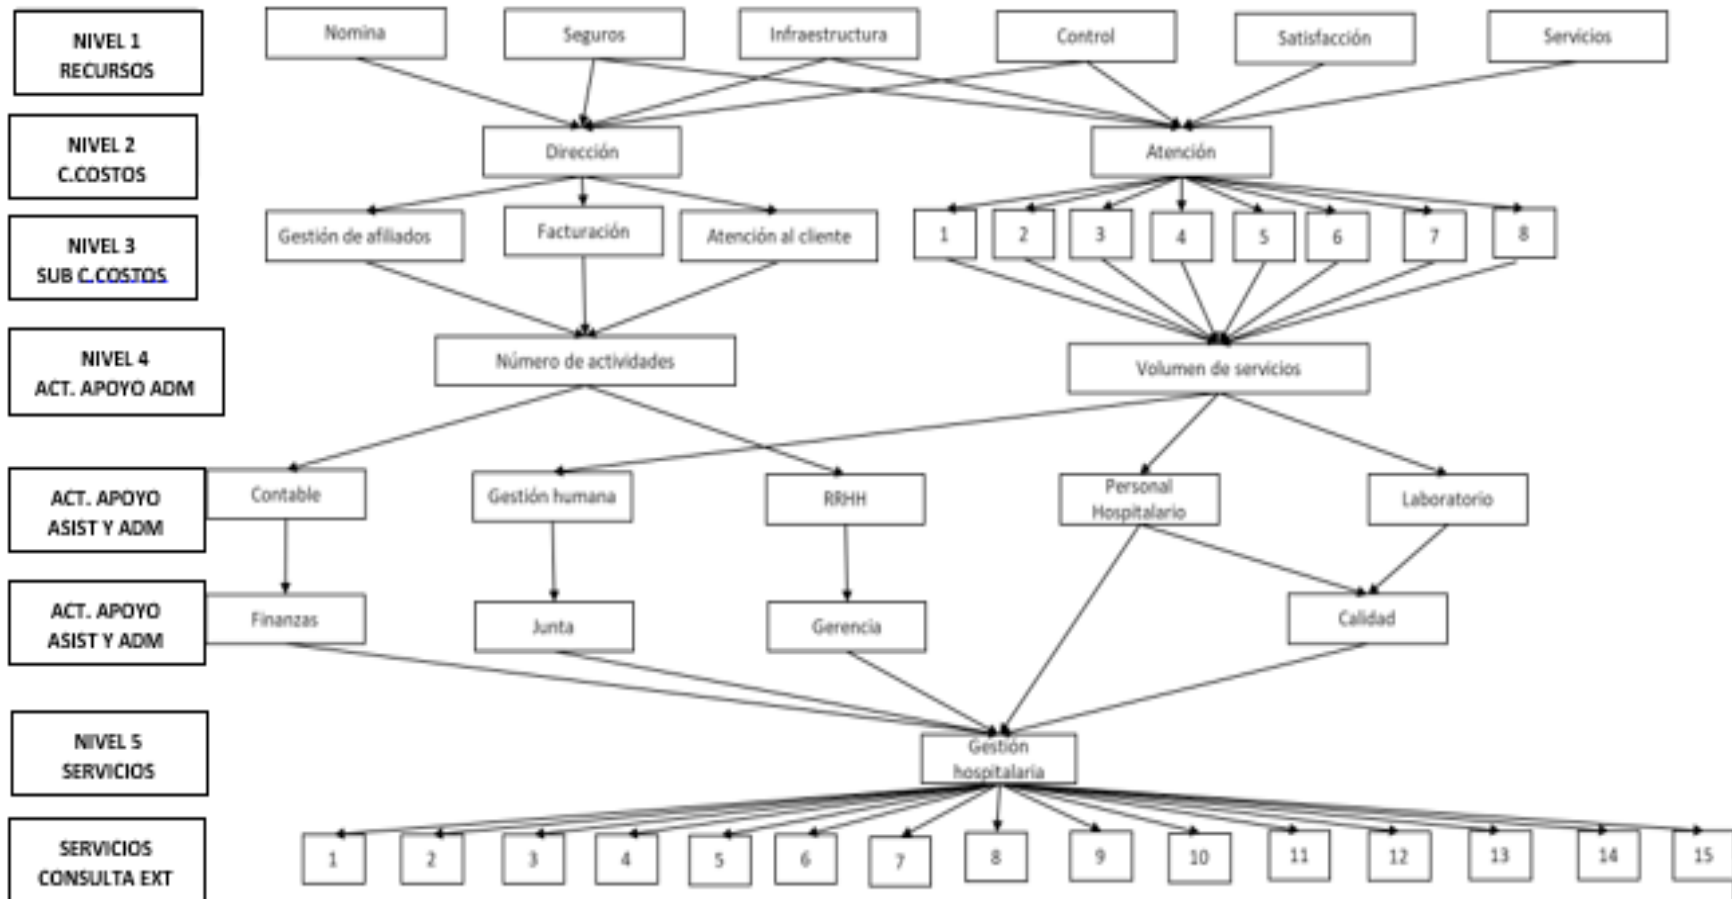 NIVEL 1
RECURSOS
Nomina
Seguros
Infraestructura
Control
Satisfacción
Servicios
NIVEL 2
C.COSTOS
Dirección
Atención
NIVEL 3
SUB C.COSTOS
Gestión de afiliados
Facturación
Atención al cliente
1
2
3
4
5
6
7
8
NIVEL 4
ACT. APOYO ADM
Número de actividades
Volumen de servicios
ACT. APOYO
ASIST Y ADM
Contable
Gestión humana
RRHH
Personal
Hospitalario
Laboratorio
ACT. APOYO
ASIST Y ADM
Finanzas
Junta
Gerencia
Calidad
NIVEL 5
SERVICIOS
Gestión
hospitalaria
SERVICIOS
CONSULTA EXT
1
2
3
4
5
6
7
8
9
10
11
12
13
14
15